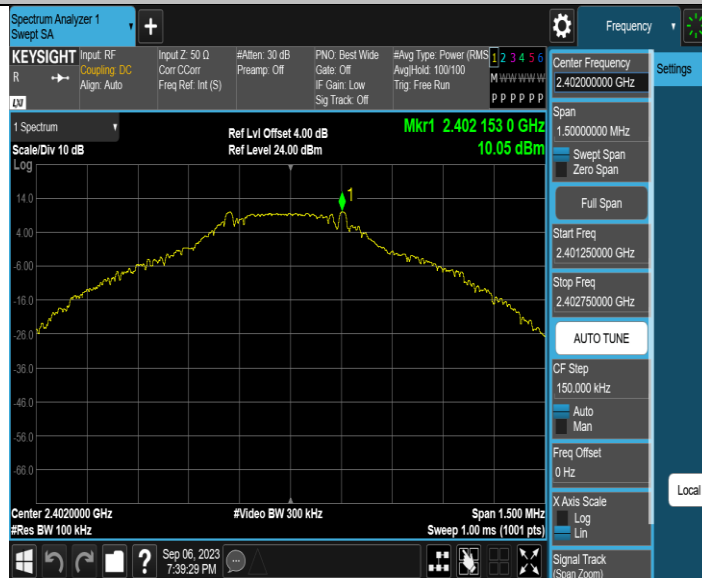 Spectrum Analyzer 1
Swept SA
+
Frequency
KEYSIGHT
R
LXI
Input: RF
Coupling: DC
Align: Auto
Input Z: 50 Ω
Corr CCorr
Freq Ref: Int (S)
#Atten: 30 dB
Preamp: Off
PNO: Best Wide
Gate: Off
IF Gain: Low
Sig Track: Off
#Avg Type: Power (RMS
Avg|Hold: 100/100
Trig: Free Run
1 2 3 4 5 6
M W W W W W
P P P P P P
1 Spectrum
Scale/Div 10 dB
Log
Ref Lvl Offset 4.00 dB
Ref Level 24.00 dBm
Mkr1 2.402 153 0 GHz
10.05 dBm
1
14.0
4.00
-6.00
-16.0
-26.0
-36.0
-46.0
-56.0
-66.0
Center 2.4020000 GHz
#Res BW 100 kHz
#Video BW 300 kHz
Span 1.500 MHz
Sweep 1.00 ms (1001 pts)
Sep 06, 2023
7:39:29 PM
Center Frequency
2.402000000 GHz
Span
1.50000000 MHz
Swept Span
Zero Span
Full Span
Start Freq
2.401250000 GHz
Stop Freq
2.402750000 GHz
AUTO TUNE
CF Step
150.000 kHz
Auto
Man
Freq Offset
0 Hz
X Axis Scale
Log
Lin
Signal Track
(Span Zoom)
Settings
Local